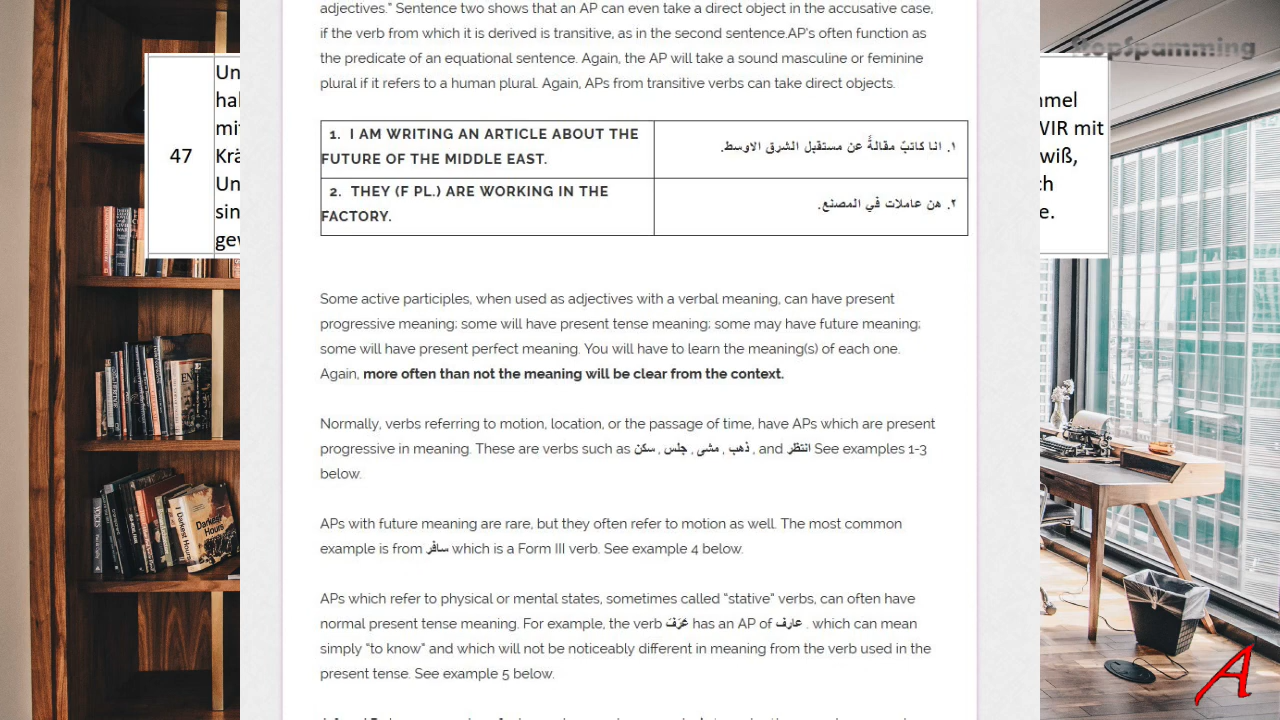 adjectives." Sentence two shows that an AP can even take a direct object in the accusative case,
if the verb from which it is derived is transitive, as in the second sentence.AP's often function as
the predicate of an equational sentence. Again, the AP will take a sound masculine or feminine
plural if it refers to a human plural. Again, APs from transitive verbs can take direct objects.
1. I AM WRITING AN ARTICLE ABOUT THE
FUTURE OF THE MIDDLE EAST.
١. انا كاتبٌ مقالةً عن مستقبل الشرق الاوسط.
2. THEY (F PL.) ARE WORKING IN THE
FACTORY.
٢. هن عاملات في المصنع.
Some active participles, when used as adjectives with a verbal meaning, can have present
progressive meaning; some will have present tense meaning; some may have future meaning;
some will have present perfect meaning. You will have to learn the meaning(s) of each one.
Again, more often than not the meaning will be clear from the context.
Normally, verbs referring to motion, location, or the passage of time, have APs which are present
progressive in meaning. These are verbs such as سكن , جلس , مشى , ذهب , and انتظر See examples 1-3
below.
APs with future meaning are rare, but they often refer to motion as well. The most common
example is from سافر which is a Form III verb. See example 4 below.
APs which refer to physical or mental states, sometimes called "stative" verbs, can often have
normal present tense meaning. For example, the verb عَرَفَ has an AP of عارف . which can mean
simply "to know" and which will not be noticeably different in meaning from the verb used in the
present tense. See example 5 below.
47
Un
hal
mi
Krä
Un
sin
gev
mel
VIR mit
wiß,
ch
e.
stopspamming
Darkest
Hours
A